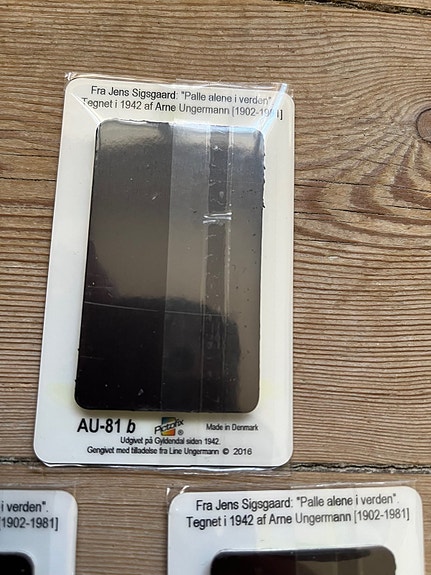 Fra Jens Sigsgaard: "Palle alene i verden".
Tegnet i 1942 af Arne Ungermann [1902-1981]
AU-81 b
Pictofix
®
Made in Denmark
Udgivet på Gyldendal siden 1942.
Gengivet med tilladelse fra Line Ungermann © 2016
i verden".
[1902-1981]
Fra Jens Sigsgaard: "Palle alene i verden".
Tegnet i 1942 af Arne Ungermann [1902-1981]